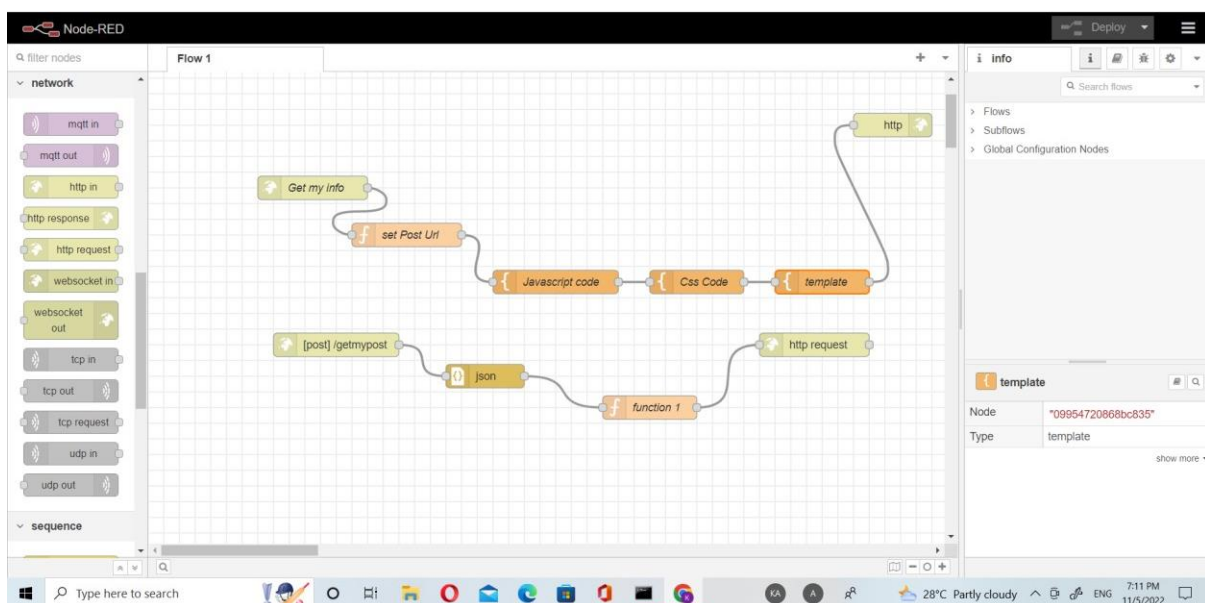 Node-RED
Deploy
filter nodes
Flow 1
info
i
network
Search flows
mqtt in
mqtt out
http in
http response
http request
websocket in
websocket
out
tcp in
tcp out
tcp request
udp in
udp out
sequence
http
Get my info
set Post Url
Javascript code
Css Code
template
[post] /getmypost
http request
json
function 1
Flows
Subflows
Global Configuration Nodes
template
Node
"09954720868bc835"
Type
template
show more
Type here to search
KA
A
28°C Partly cloudy
ENG
7:11 PM
11/5/2022